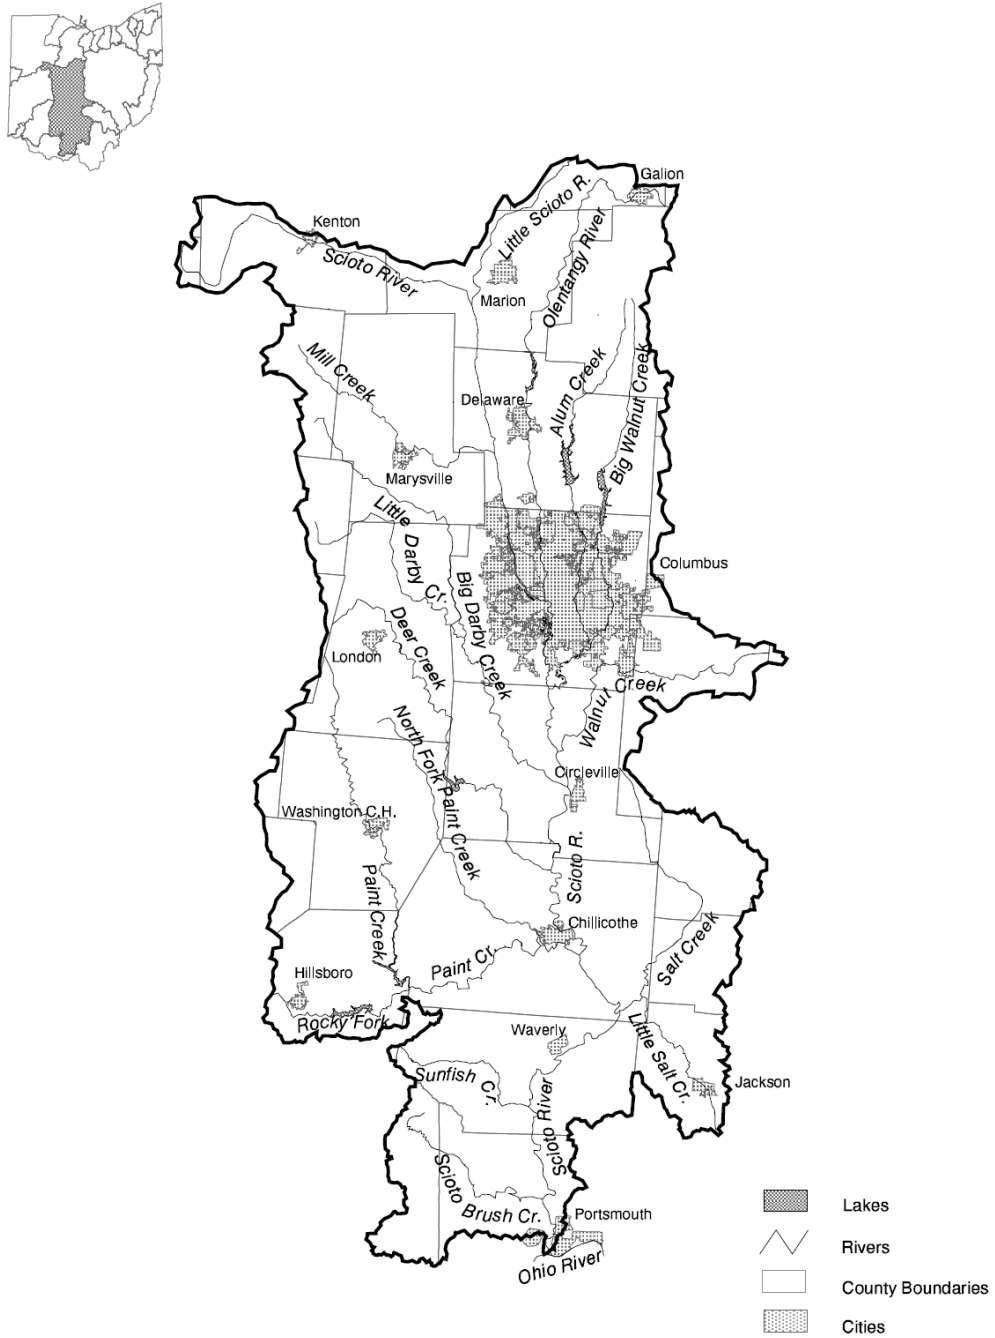 Galion
Kenton
Little Scioto R.
Scioto River
Olentangy River
Marion
Mill Creek
Delaware
Alum Creek
Big Walnut Creek
Marysville
Little Darby Cr.
Columbus
Big Darby Creek
Deer Creek
London
Walnut Creek
North Fork Paint Creek
Circleville
Washington C.H.
Scioto R.
Paint Creek
Chillicothe
Paint Cr.
Salt Creek
Hillsboro
Rocky Fork
Waverly
Little Salt Cr.
Sunfish Cr.
Jackson
Scioto River
Scioto Brush Cr.
Portsmouth
Ohio River
Lakes
Rivers
County Boundaries
Cities